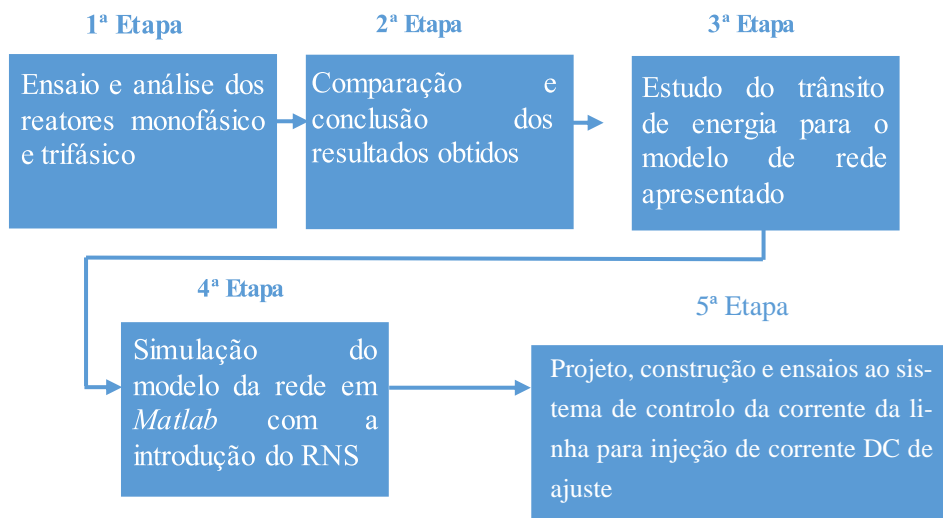 1ª Etapa
Ensaio e análise dos
reatores monofásico
e trifásico
2ª Etapa
Comparação e
conclusão dos
resultados obtidos
3ª Etapa
Estudo do trânsito
de energia para o
modelo de rede
apresentado
4ª Etapa
Simulação do
modelo da rede em
Matlab com a
introdução do RNS
5ª Etapa
Projeto, construção e ensaios ao sis-
tema de controlo da corrente da li-
nha para injeção de corrente DC de
ajuste